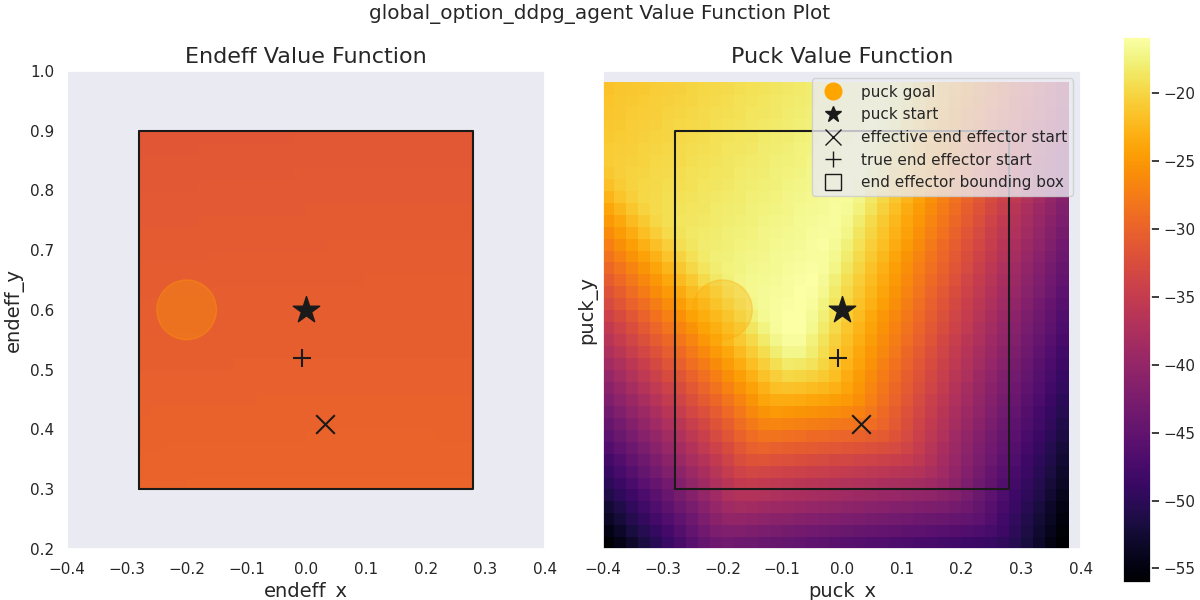 global_option_ddpg_agent Value Function Plot
Endeff Value Function
1.0
0.9
0.8
0.7
0.6
0.5
0.4
0.3
0.2
endeff_y
−0.4 −0.3 −0.2 −0.1 0.0 0.1 0.2 0.3 0.4
endeff_x
Puck Value Function
puck goal
puck start
effective end effector start
true end effector start
end effector bounding box
puck_y
−0.4 −0.3 −0.2 −0.1 0.0 0.1 0.2 0.3 0.4
puck_x
−20
−25
−30
−35
−40
−45
−50
−55